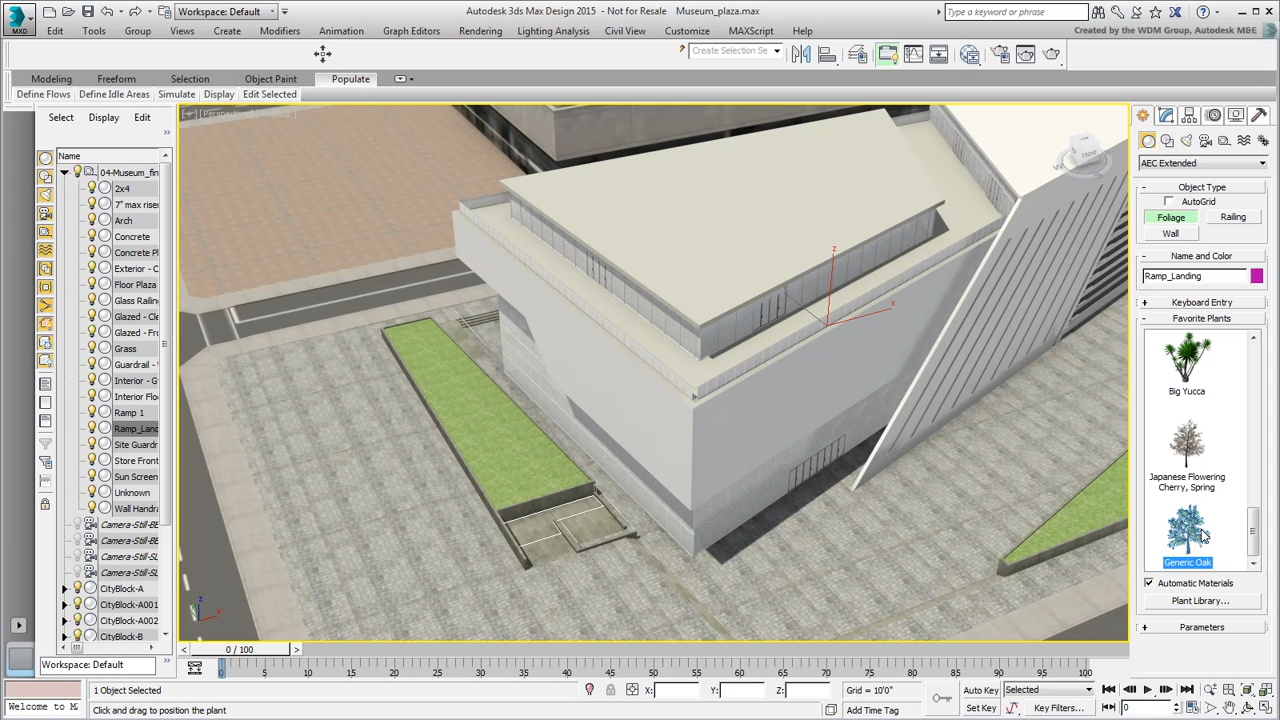 Workspace: Default
Autodesk 3ds Max Design 2015 - Not for Resale   Museum_plaza.max
Type a keyword or phrase
MXD
Edit Tools Group Views Create Modifiers Animation Graph Editors Rendering Lighting Analysis Civil View Customize MAXScript Help
Created by the WDM Group, Autodesk M&E
Create Selection Se
Modeling Freeform Selection Object Paint Populate
Define Flows Define Idle Areas Simulate Display Edit Selected
Select Display Edit
Name
04-Museum_fin
2x4
7" max riser
Arch
Concrete
Concrete P
Exterior - C
Floor Plaza
Glass Railin
Glazed - Cle
Glazed - Fro
Grass
Guardrail - W
Interior - G
Interior Floo
Ramp 1
Ramp_Land
Site Guardr
Store Front
Sun Screen
Unknown
Wall Handra
Camera-Still-BE
Camera-Still-BE
Camera-Still-SL
Camera-Still-SL
CityBlock-A
CityBlock-A001
CityBlock-A002
CityBlock-B
Workspace: Default
z
x
z
x
AEC Extended
Object Type
AutoGrid
Foliage Railing
Wall
Name and Color
Ramp_Landing
Keyboard Entry
Favorite Plants
Big Yucca
Japanese Flowering
Cherry, Spring
Generic Oak
Automatic Materials
Plant Library...
Parameters
0 / 100
0 5 10 15 20 25 30 35 40 45 50 55 60 65 70 75 80 85 90 95 100
1 Object Selected X: Y: Z: Grid = 10'0" Auto Key Selected
Welcome to M Click and drag to position the plant Add Time Tag Set Key Key Filters... 0